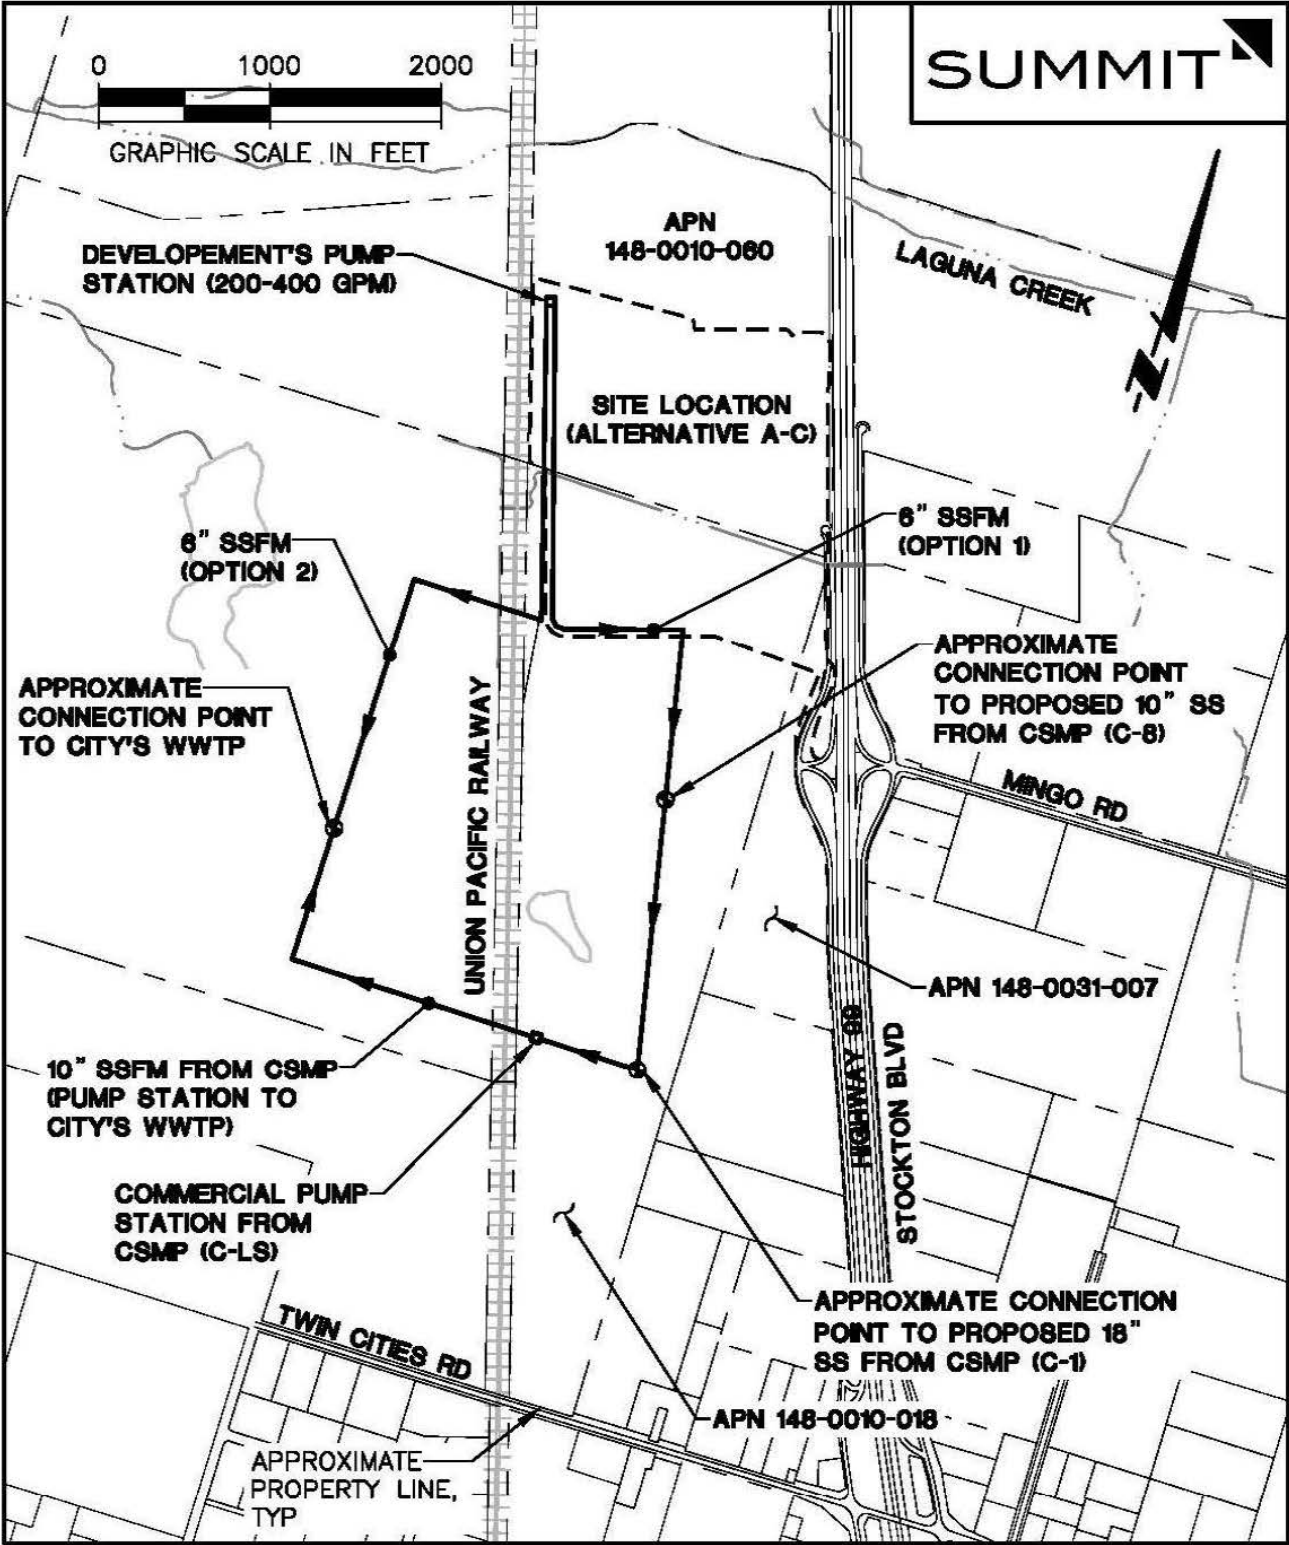 0 1000 2000
GRAPHIC SCALE IN FEET
SUMMIT
APN
148-0010-060
LAGUNA CREEK
DEVELOPEMENT'S PUMP
STATION (200-400 GPM)
N
SITE LOCATION
(ALTERNATIVE A-C)
6" SSFM
(OPTION 1)
6" SSFM
(OPTION 2)
APPROXIMATE
CONNECTION POINT
TO PROPOSED 10" SS
FROM CSMP (C-8)
APPROXIMATE
CONNECTION POINT
TO CITY'S WWTP
UNION PACIFIC RAILWAY
MINGO RD
APN 148-0031-007
HIGHWAY 99
STOCKTON BLVD
10" SSFM FROM CSMP
(PUMP STATION TO
CITY'S WWTP)
COMMERCIAL PUMP
STATION FROM
CSMP (C-LS)
APPROXIMATE CONNECTION
POINT TO PROPOSED 18"
SS FROM CSMP (C-1)
TWIN CITIES RD
APN 148-0010-018
APPROXIMATE
PROPERTY LINE,
TYP